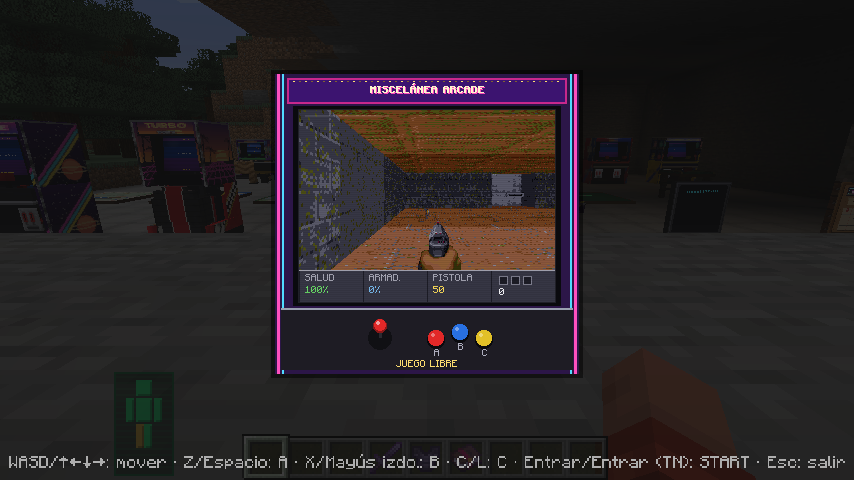 MISCELÁNEA ARCADE
TURBO
SALUD ARMAD. PISTOLA
100% 0% 50 0
A B C
JUEGO LIBRE
WASD/↑←↓→: mover · Z/Espacio: A · X/Mayús izdo.: B · C/L: C · Entrar/Entrar (TN): START · Esc: salir